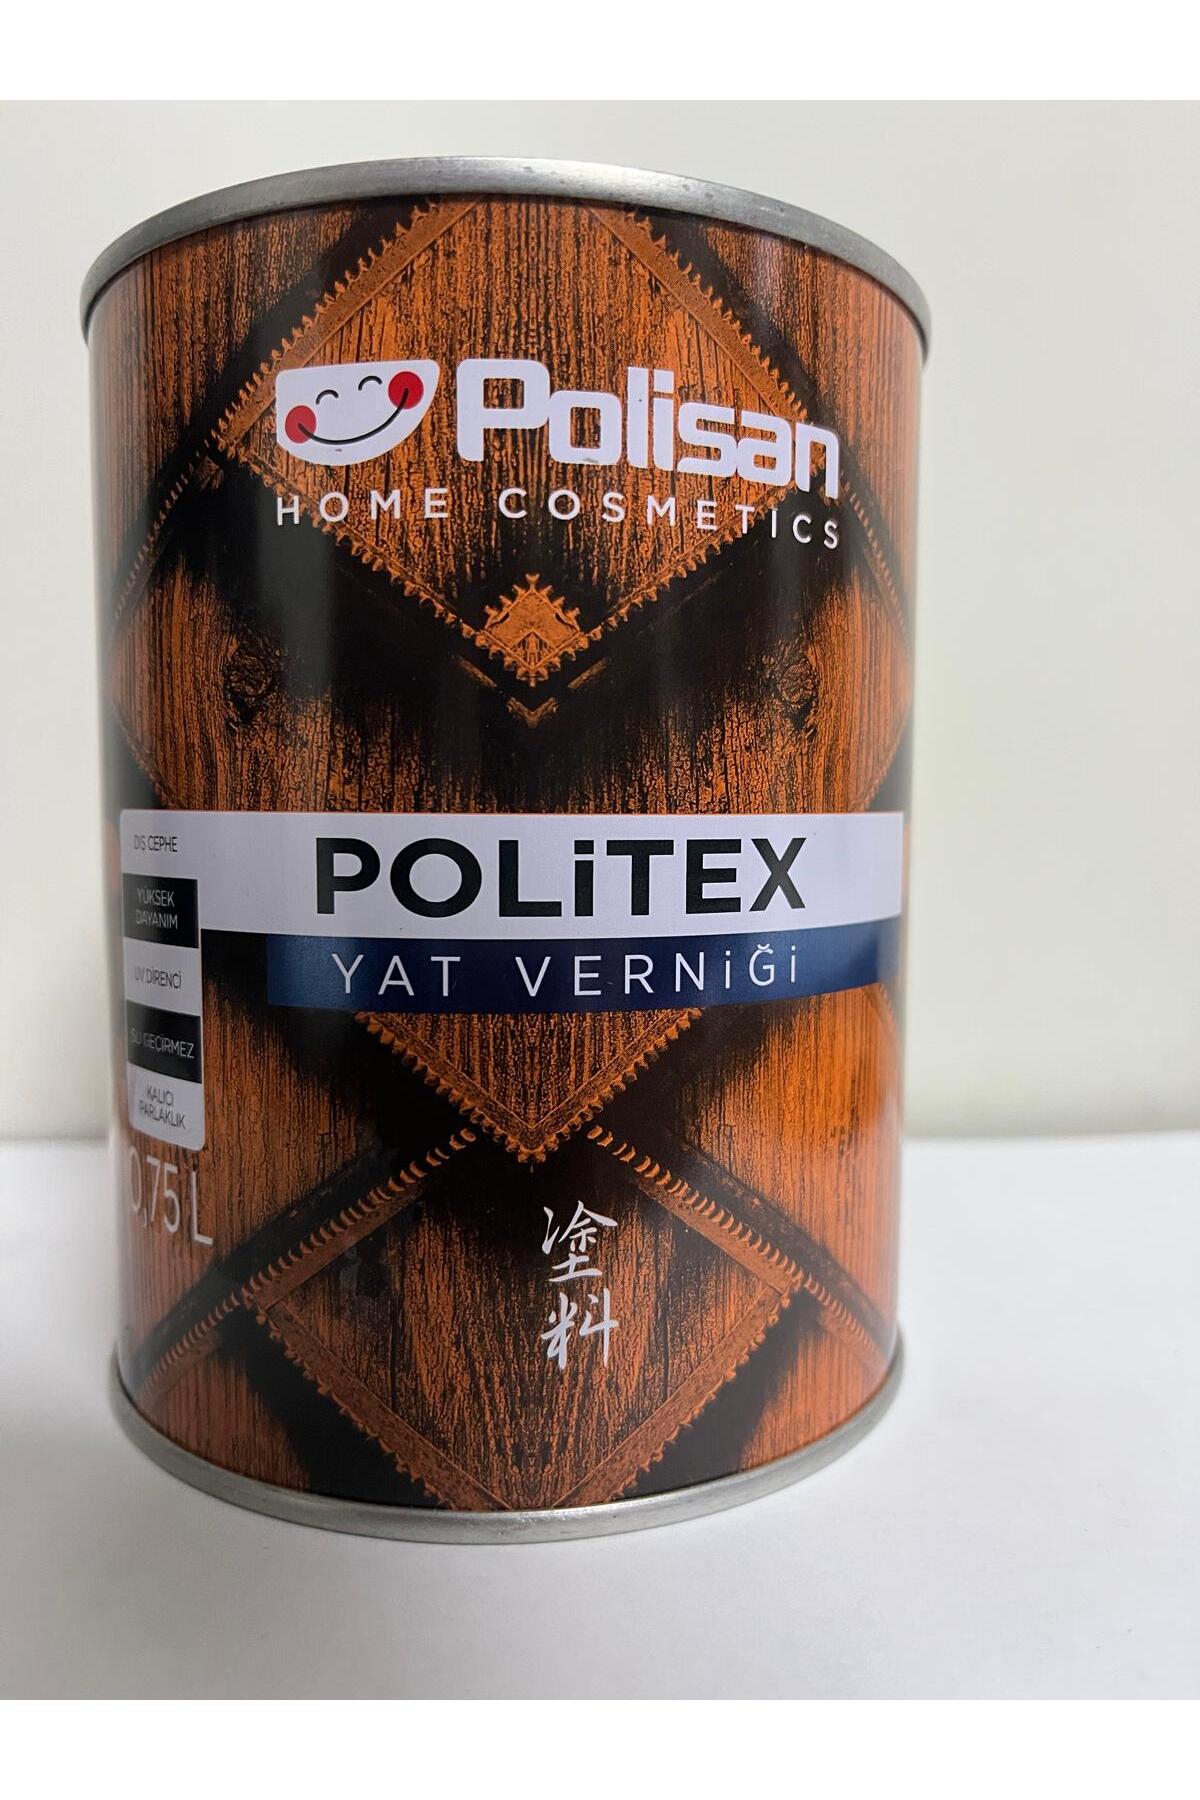 Polisan
HOME COSMETICS
POLiTEX
YAT VERNiĞi
DIŞ CEPHE
YÜKSEK
DAYANIM
UV DİRENCİ
SU GEÇİRMEZ
KALICI
PARLAKLIK
0,75 L
塗
料